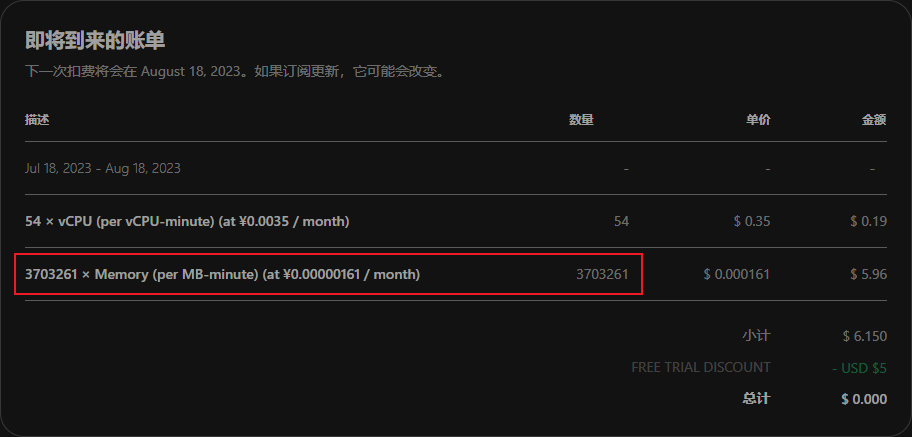 即将到来的账单
下一次扣费将会在 August 18, 2023。如果订阅更新，它可能会改变。
描述 数量 单价 金额
Jul 18, 2023 - Aug 18, 2023 - - -
54 × vCPU (per vCPU-minute) (at ¥0.0035 / month) 54 $ 0.35 $ 0.19
3703261 × Memory (per MB-minute) (at ¥0.00000161 / month) 3703261 $ 0.000161 $ 5.96
小计 $ 6.150
FREE TRIAL DISCOUNT - USD $5
总计 $ 0.000